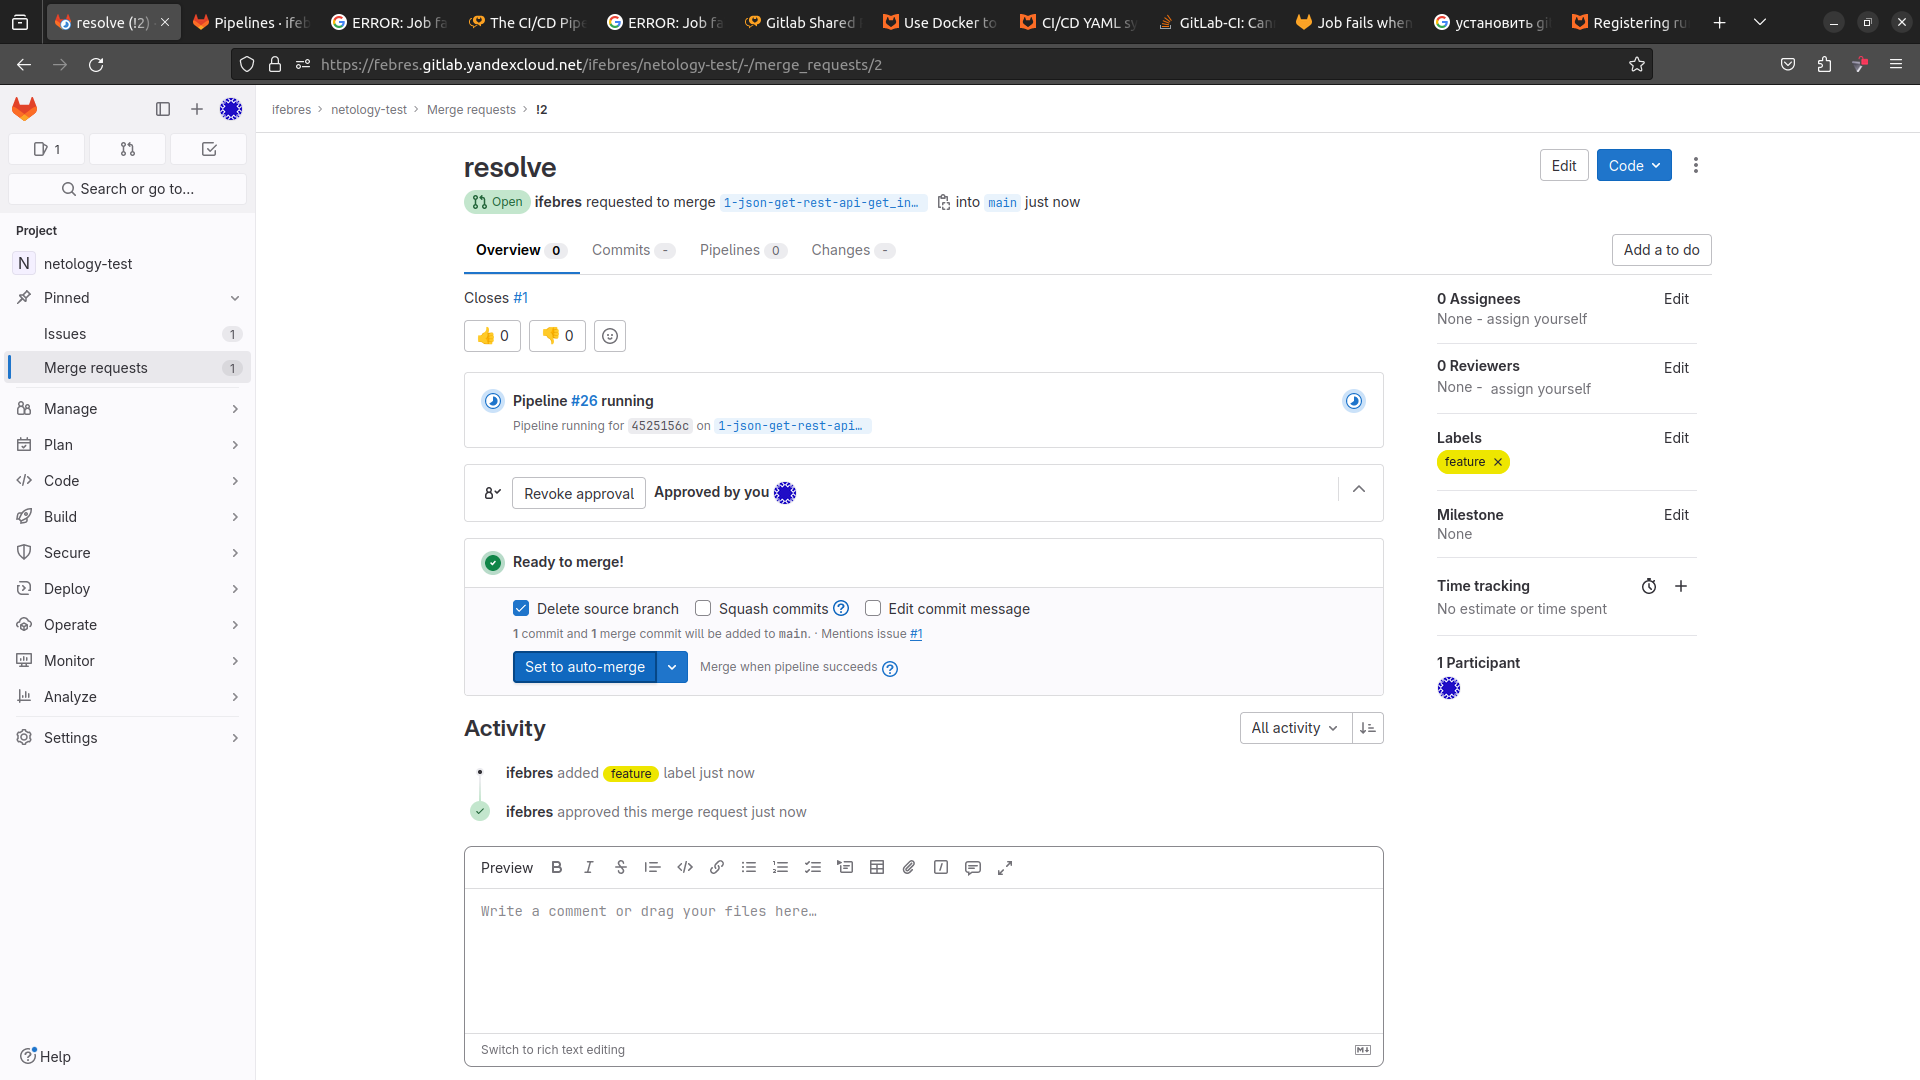 resolve (!2)
Pipelines · ifeb
ERROR: Job fa
The CI/CD Pipe
ERROR: Job fa
Gitlab Shared
Use Docker to
CI/CD YAML sy
GitLab-CI: Can
Job fails when
установить gi
Registering ru
https://febres.gitlab.yandexcloud.net/ifebres/netology-test/-/merge_requests/2
ifebres › netology-test › Merge requests › !2
1
Search or go to...
Project
N netology-test
Pinned
Issues 1
Merge requests 1
Manage
Plan
Code
Build
Secure
Deploy
Operate
Monitor
Analyze
Settings
Help
resolve
Edit
Code
Open ifebres requested to merge 1-json-get-rest-api-get_in… into main just now
Overview 0
Commits -
Pipelines 0
Changes -
Add a to do
Closes #1
👍 0
👎 0
Pipeline #26 running
Pipeline running for 4525156c on 1-json-get-rest-api…
Revoke approval Approved by you
Ready to merge!
Delete source branch
Squash commits ?
Edit commit message
1 commit and 1 merge commit will be added to main. · Mentions issue #1
Set to auto-merge
Merge when pipeline succeeds ?
Activity
All activity
ifebres added feature label just now
ifebres approved this merge request just now
Preview
Write a comment or drag your files here…
Switch to rich text editing
0 Assignees Edit
None - assign yourself
0 Reviewers Edit
None - assign yourself
Labels Edit
feature
Milestone Edit
None
Time tracking
No estimate or time spent
1 Participant